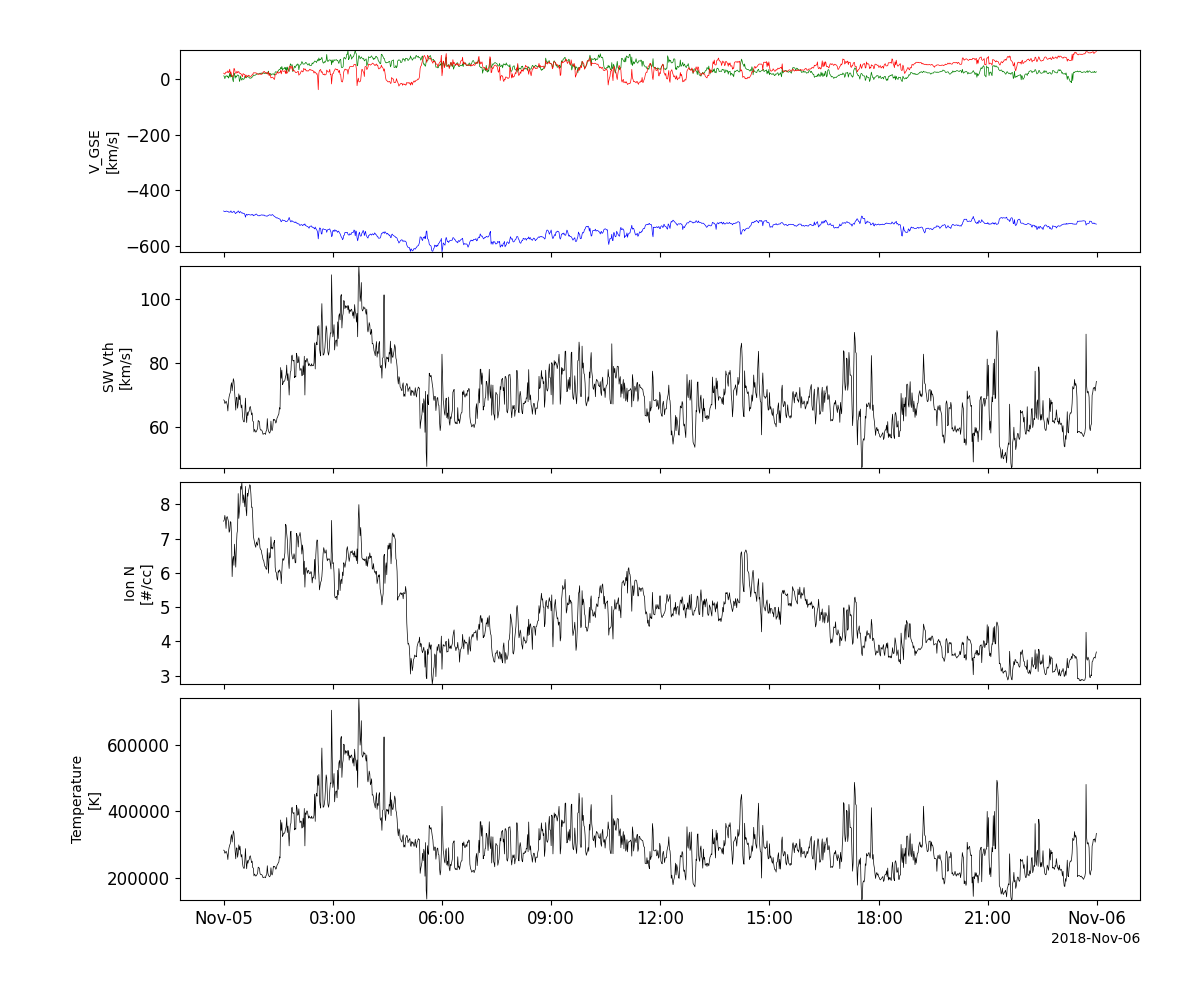 0
−200
−400
−600
V_GSE
[km/s]
100
80
60
SW Vth
[km/s]
8
7
6
5
4
3
Ion N
[#/cc]
600000
400000
200000
Temperature
[K]
Nov-05 03:00 06:00 09:00 12:00 15:00 18:00 21:00 Nov-06
2018-Nov-06